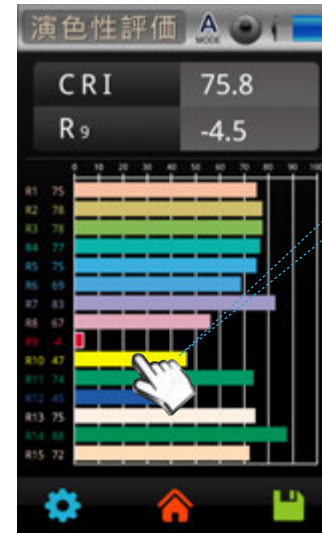 演色性評価 A MODE
CRI 75.8
R9 -4.5
0 10 20 30 40 50 60 70 80 90 100
R1 75
R2 78
R3 78
R4 77
R5 75
R6 69
R7 83
R8 67
R9 -4
R10 47
R11 74
R12 45
R13 75
R14 88
R15 72